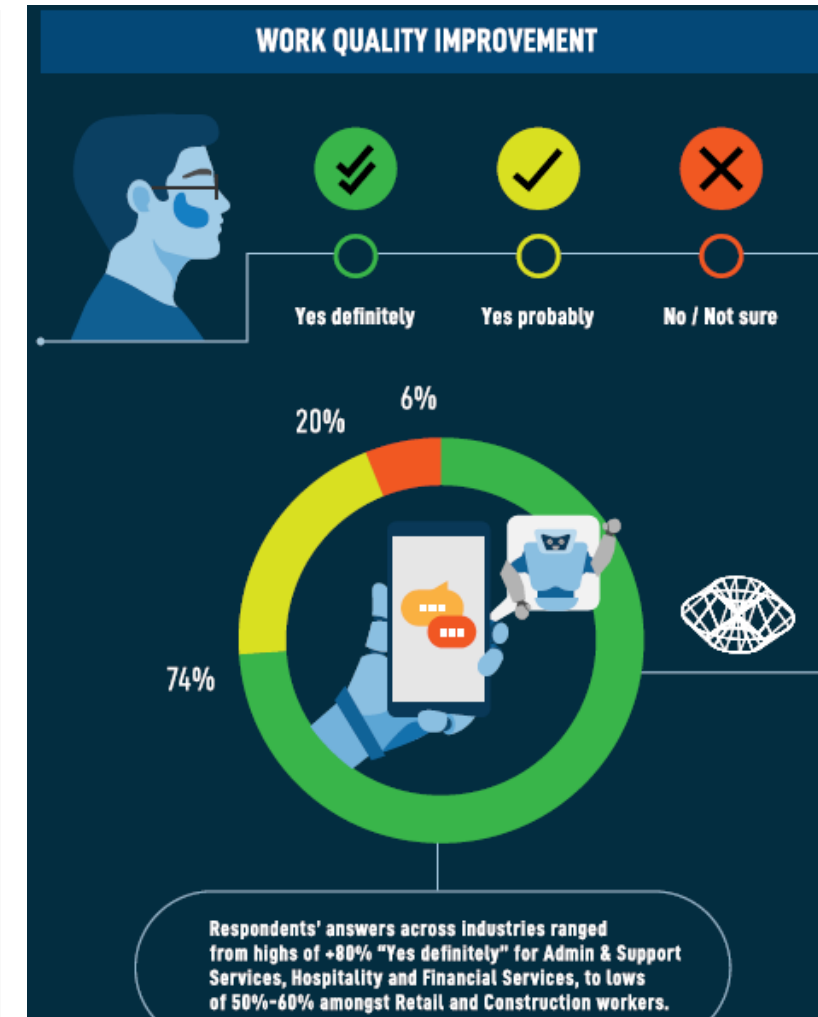 WORK QUALITY IMPROVEMENT
Yes definitely
Yes probably
No / Not sure
6%
20%
74%
Respondents' answers across industries ranged
from highs of +80% “Yes definitely” for Admin & Support
Services, Hospitality and Financial Services, to lows
of 50%-60% amongst Retail and Construction workers.